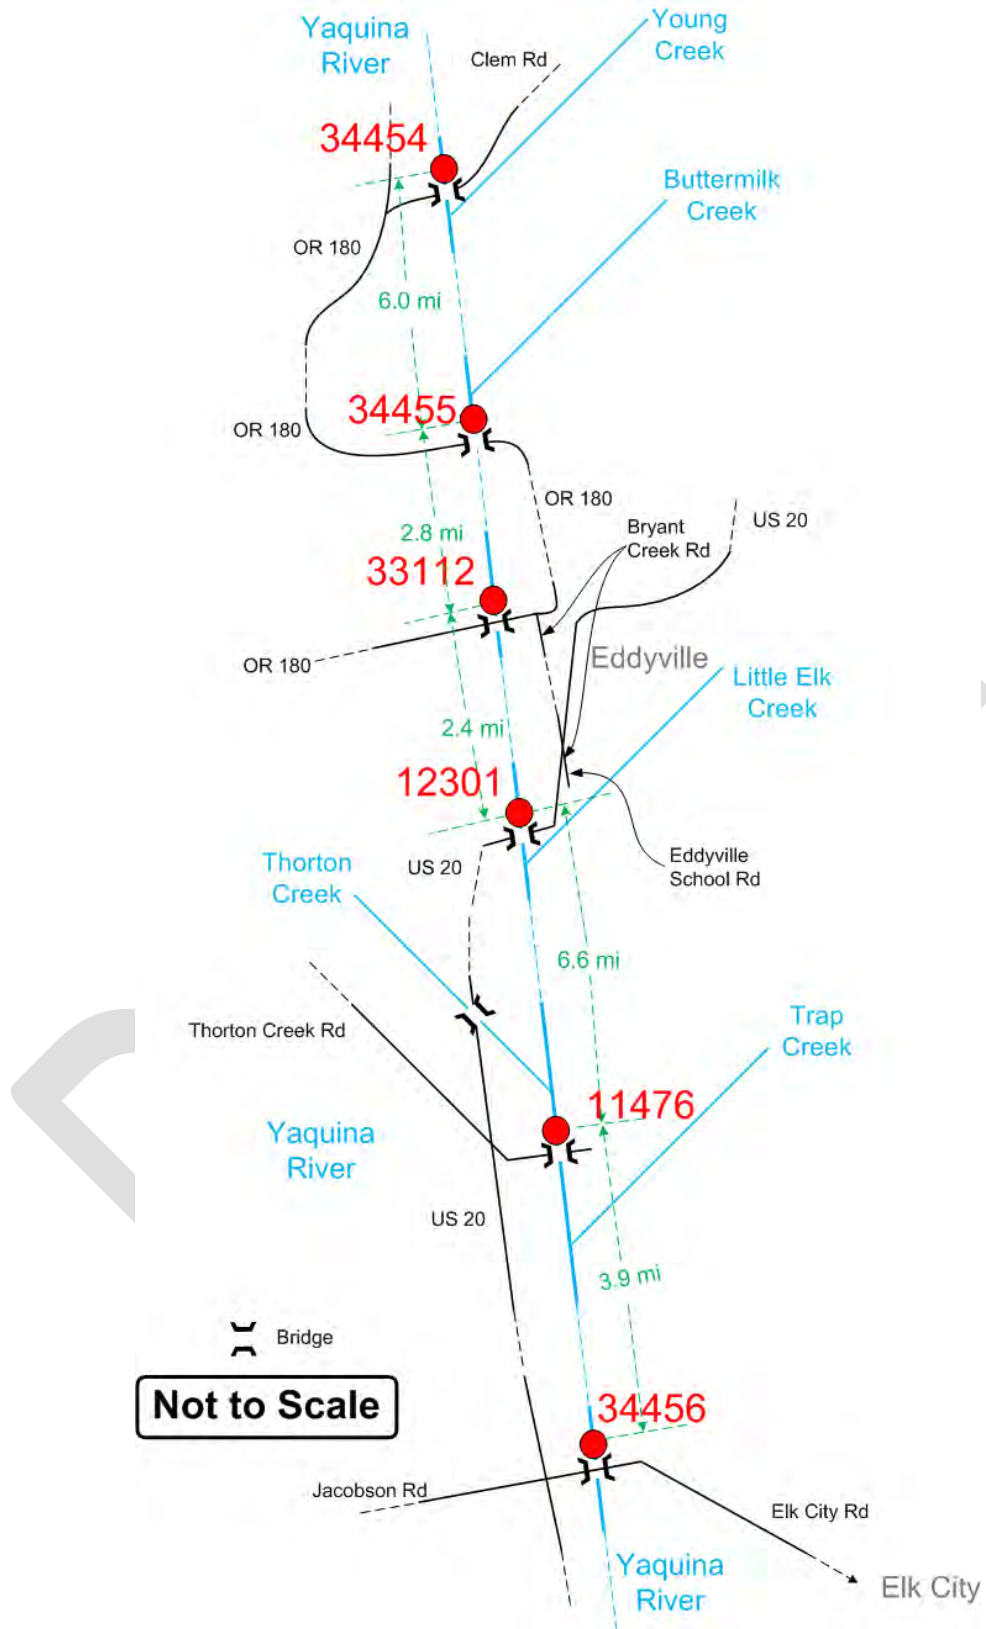 Yaquina
River
Young
Creek
Clem Rd
34454
Buttermilk
Creek
OR 180
6.0 mi
34455
OR 180
OR 180
US 20
Bryant
Creek Rd
2.8 mi
33112
Eddyville
OR 180
Little Elk
Creek
2.4 mi
12301
US 20
Eddyville
School Rd
Thorton
Creek
6.6 mi
Thorton Creek Rd
Trap
Creek
11476
Yaquina
River
US 20
3.9 mi
Bridge
Not to Scale
34456
Jacobson Rd
Elk City Rd
Yaquina
River
Elk City